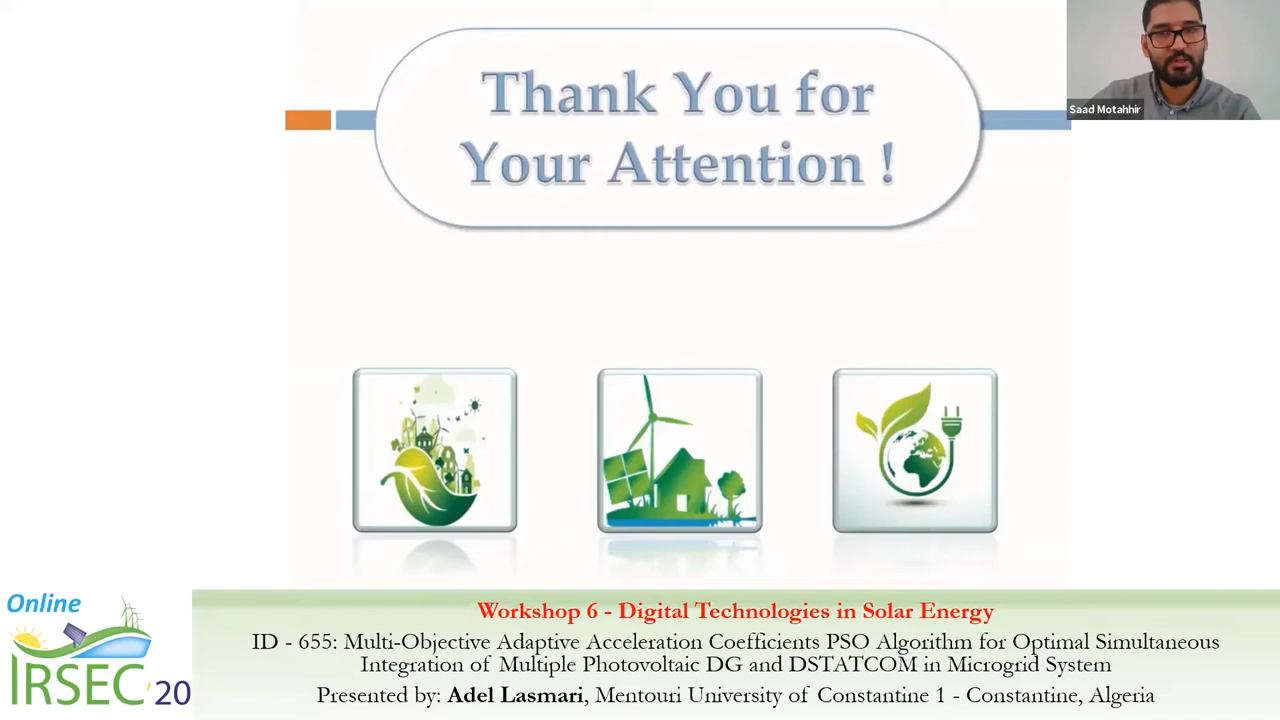 Thank You for
Your Attention !
Saad Motahhir
Online
IRSEC'20
Workshop 6 - Digital Technologies in Solar Energy
ID - 655: Multi-Objective Adaptive Acceleration Coefficients PSO Algorithm for Optimal Simultaneous
Integration of Multiple Photovoltaic DG and DSTATCOM in Microgrid System
Presented by: Adel Lasmari, Mentouri University of Constantine 1 - Constantine, Algeria